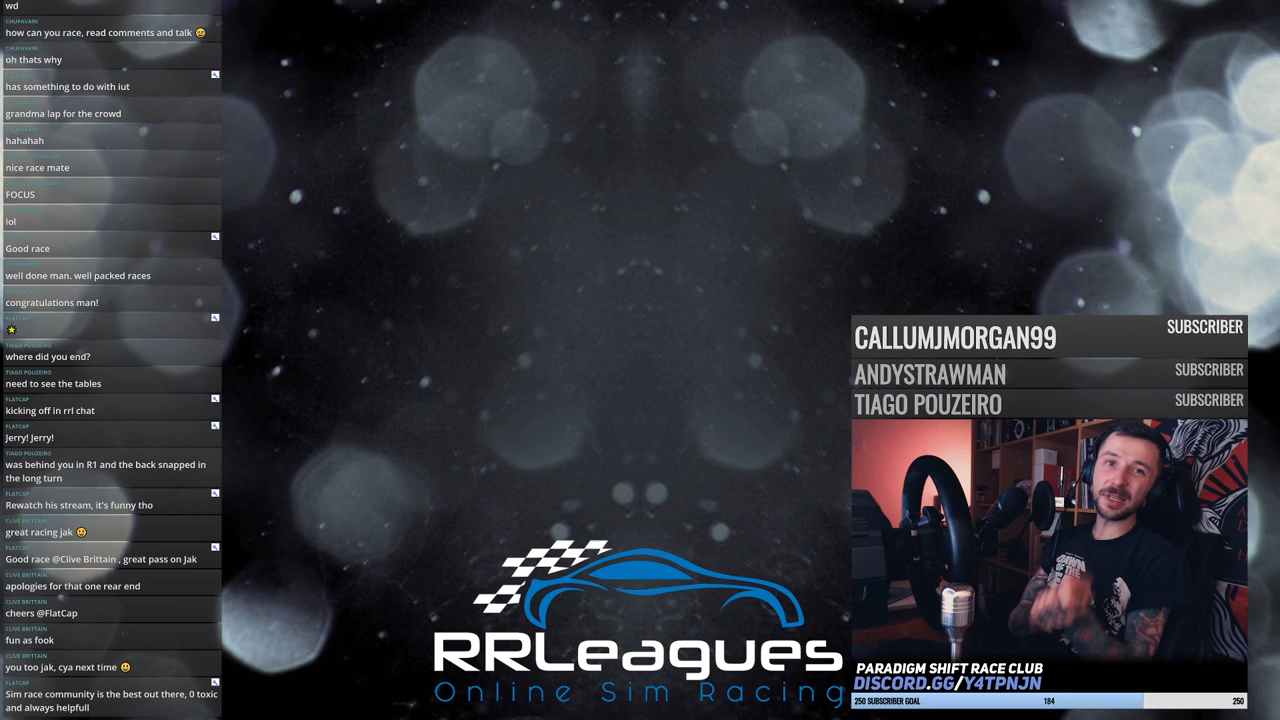 wd
CHUPAVA90
how can you race, read comments and talk
CHUPAVA90
oh thats why
FLATCAP
has something to do with iut
grandma lap for the crowd
hahahah
nice race mate
FOCUS
lol
Good race
well done man. well packed races
congratulations man!
FLATCAP
TIAGO POUZEIRO
where did you end?
TIAGO POUZEIRO
need to see the tables
FLATCAP
kicking off in rrl chat
FLATCAP
Jerry! Jerry!
TIAGO POUZEIRO
was behind you in R1 and the back snapped in
the long turn
FLATCAP
Rewatch his stream, it's funny tho
CLIVE BRITTAIN
great racing jak
FLATCAP
Good race @Clive Brittain , great pass on Jak
CLIVE BRITTAIN
apologies for that one rear end
CLIVE BRITTAIN
cheers @FlatCap
CLIVE BRITTAIN
fun as fook
CLIVE BRITTAIN
you too jak, cya next time
FLATCAP
Sim race community is the best out there, 0 toxic
and always helpfull
RRLeagues
Online Sim Racing
CALLUMJMORGAN99 SUBSCRIBER
ANDYSTRAWMAN SUBSCRIBER
TIAGO POUZEIRO SUBSCRIBER
PARADIGM SHIFT RACE CLUB
DISCORD.GG/Y4TPNJN
250 SUBSCRIBER GOAL 184 250